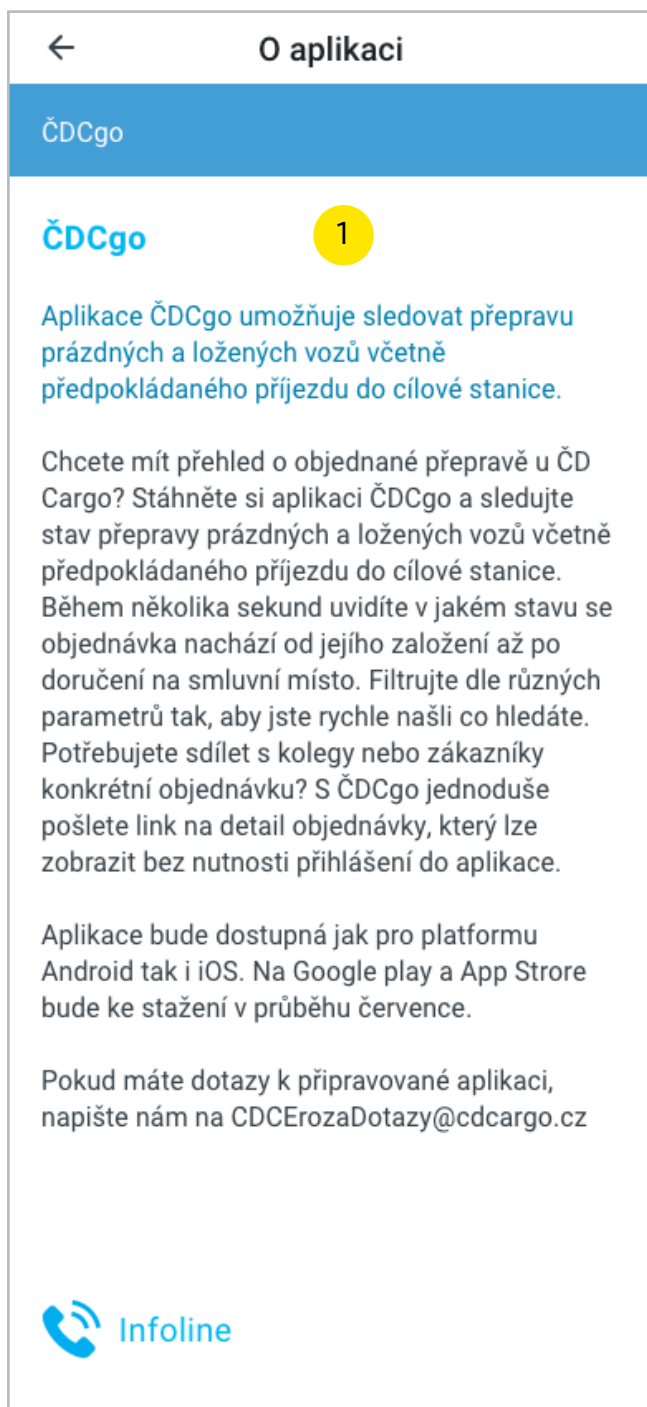 O aplikaci
ČDCgo
ČDCgo
1
Aplikace ČDCgo umožňuje sledovat přepravu
prázdných a ložených vozů včetně
předpokládaného příjezdu do cílové stanice.
Chcete mít přehled o objednané přepravě u ČD
Cargo? Stáhněte si aplikaci ČDCgo a sledujte
stav přepravy prázdných a ložených vozů včetně
předpokládaného příjezdu do cílové stanice.
Během několika sekund uvidíte v jakém stavu se
objednávka nachází od jejího založení až po
doručení na smluvní místo. Filtrujte dle různých
parametrů tak, aby jste rychle našli co hledáte.
Potřebujete sdílet s kolegy nebo zákazníky
konkrétní objednávku? S ČDCgo jednoduše
pošlete link na detail objednávky, který lze
zobrazit bez nutnosti přihlášení do aplikace.
Aplikace bude dostupná jak pro platformu
Android tak i iOS. Na Google play a App Strore
bude ke stažení v průběhu července.
Pokud máte dotazy k připravované aplikaci,
napište nám na CDCErozaDotazy@cdcargo.cz
Infoline